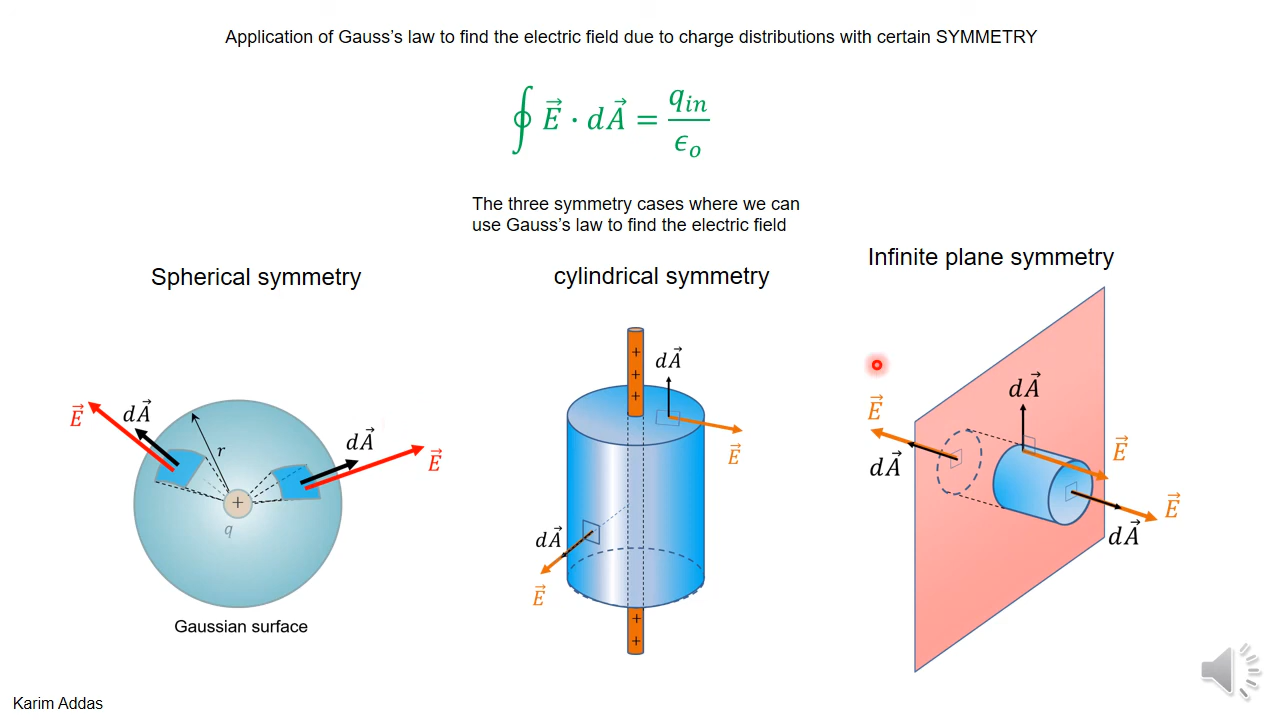 Application of Gauss’s law to find the electric field due to charge distributions with certain SYMMETRY
∮ E⃗ · dA⃗ = q_in / ϵ_o
The three symmetry cases where we can
use Gauss’s law to find the electric field
Spherical symmetry
cylindrical symmetry
Infinite plane symmetry
E⃗
dA⃗
r
dA⃗
E⃗
+
q
Gaussian surface
+
+
+
dA⃗
E⃗
dA⃗
E⃗
+
+
dA⃗
E⃗
E⃗
dA⃗
E⃗
dA⃗
Karim Addas